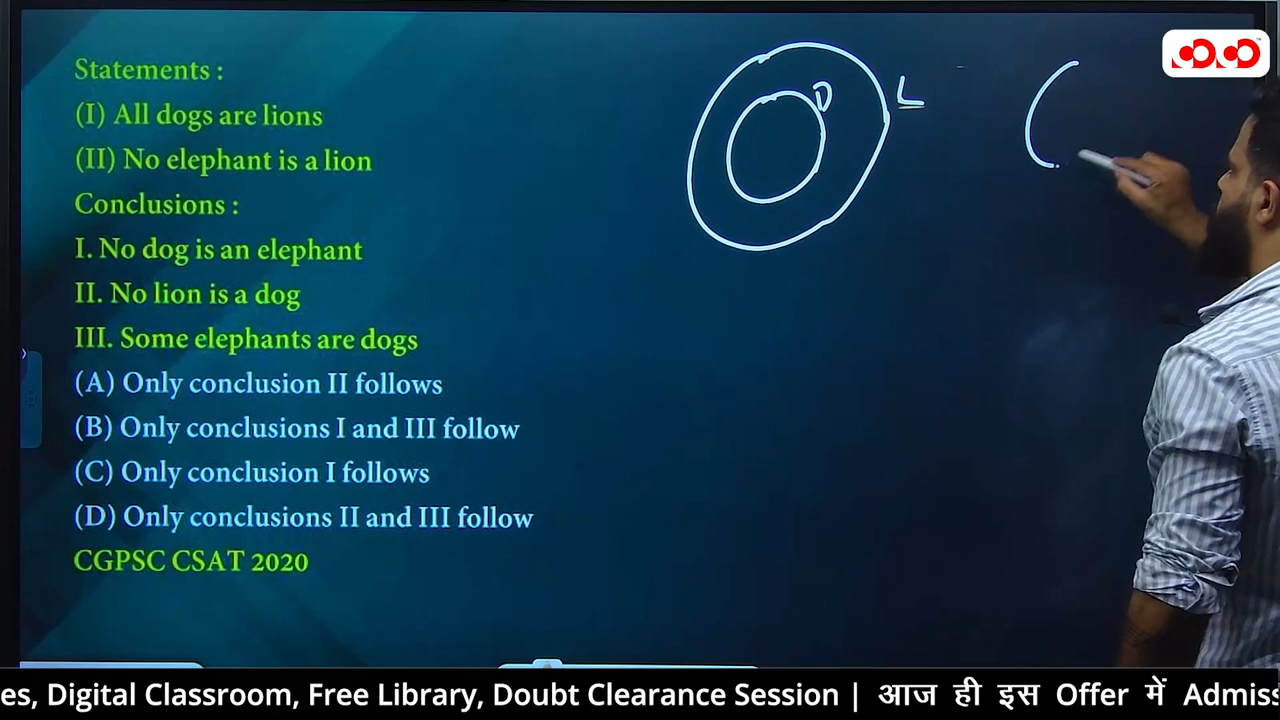 Statements :
(I) All dogs are lions
(II) No elephant is a lion
Conclusions :
I. No dog is an elephant
II. No lion is a dog
III. Some elephants are dogs
(A) Only conclusion II follows
(B) Only conclusions I and III follow
(C) Only conclusion I follows
(D) Only conclusions II and III follow
CGPSC CSAT 2020
D
L
es, Digital Classroom, Free Library, Doubt Clearance Session | आज ही इस Offer में Admiss